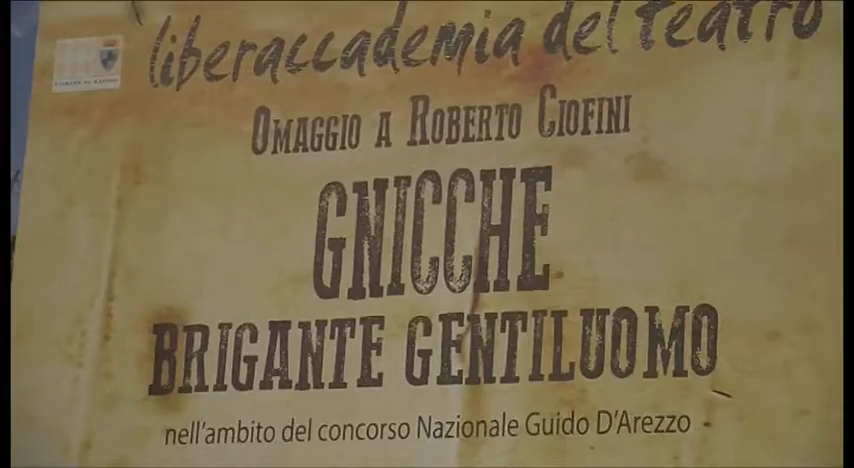 liberaccademia del teatro
OMAGGIO A ROBERTO CIOFINI
GNICCHE
BRIGANTE GENTILUOMO
nell'ambito del concorso Nazionale Guido D'Arezzo